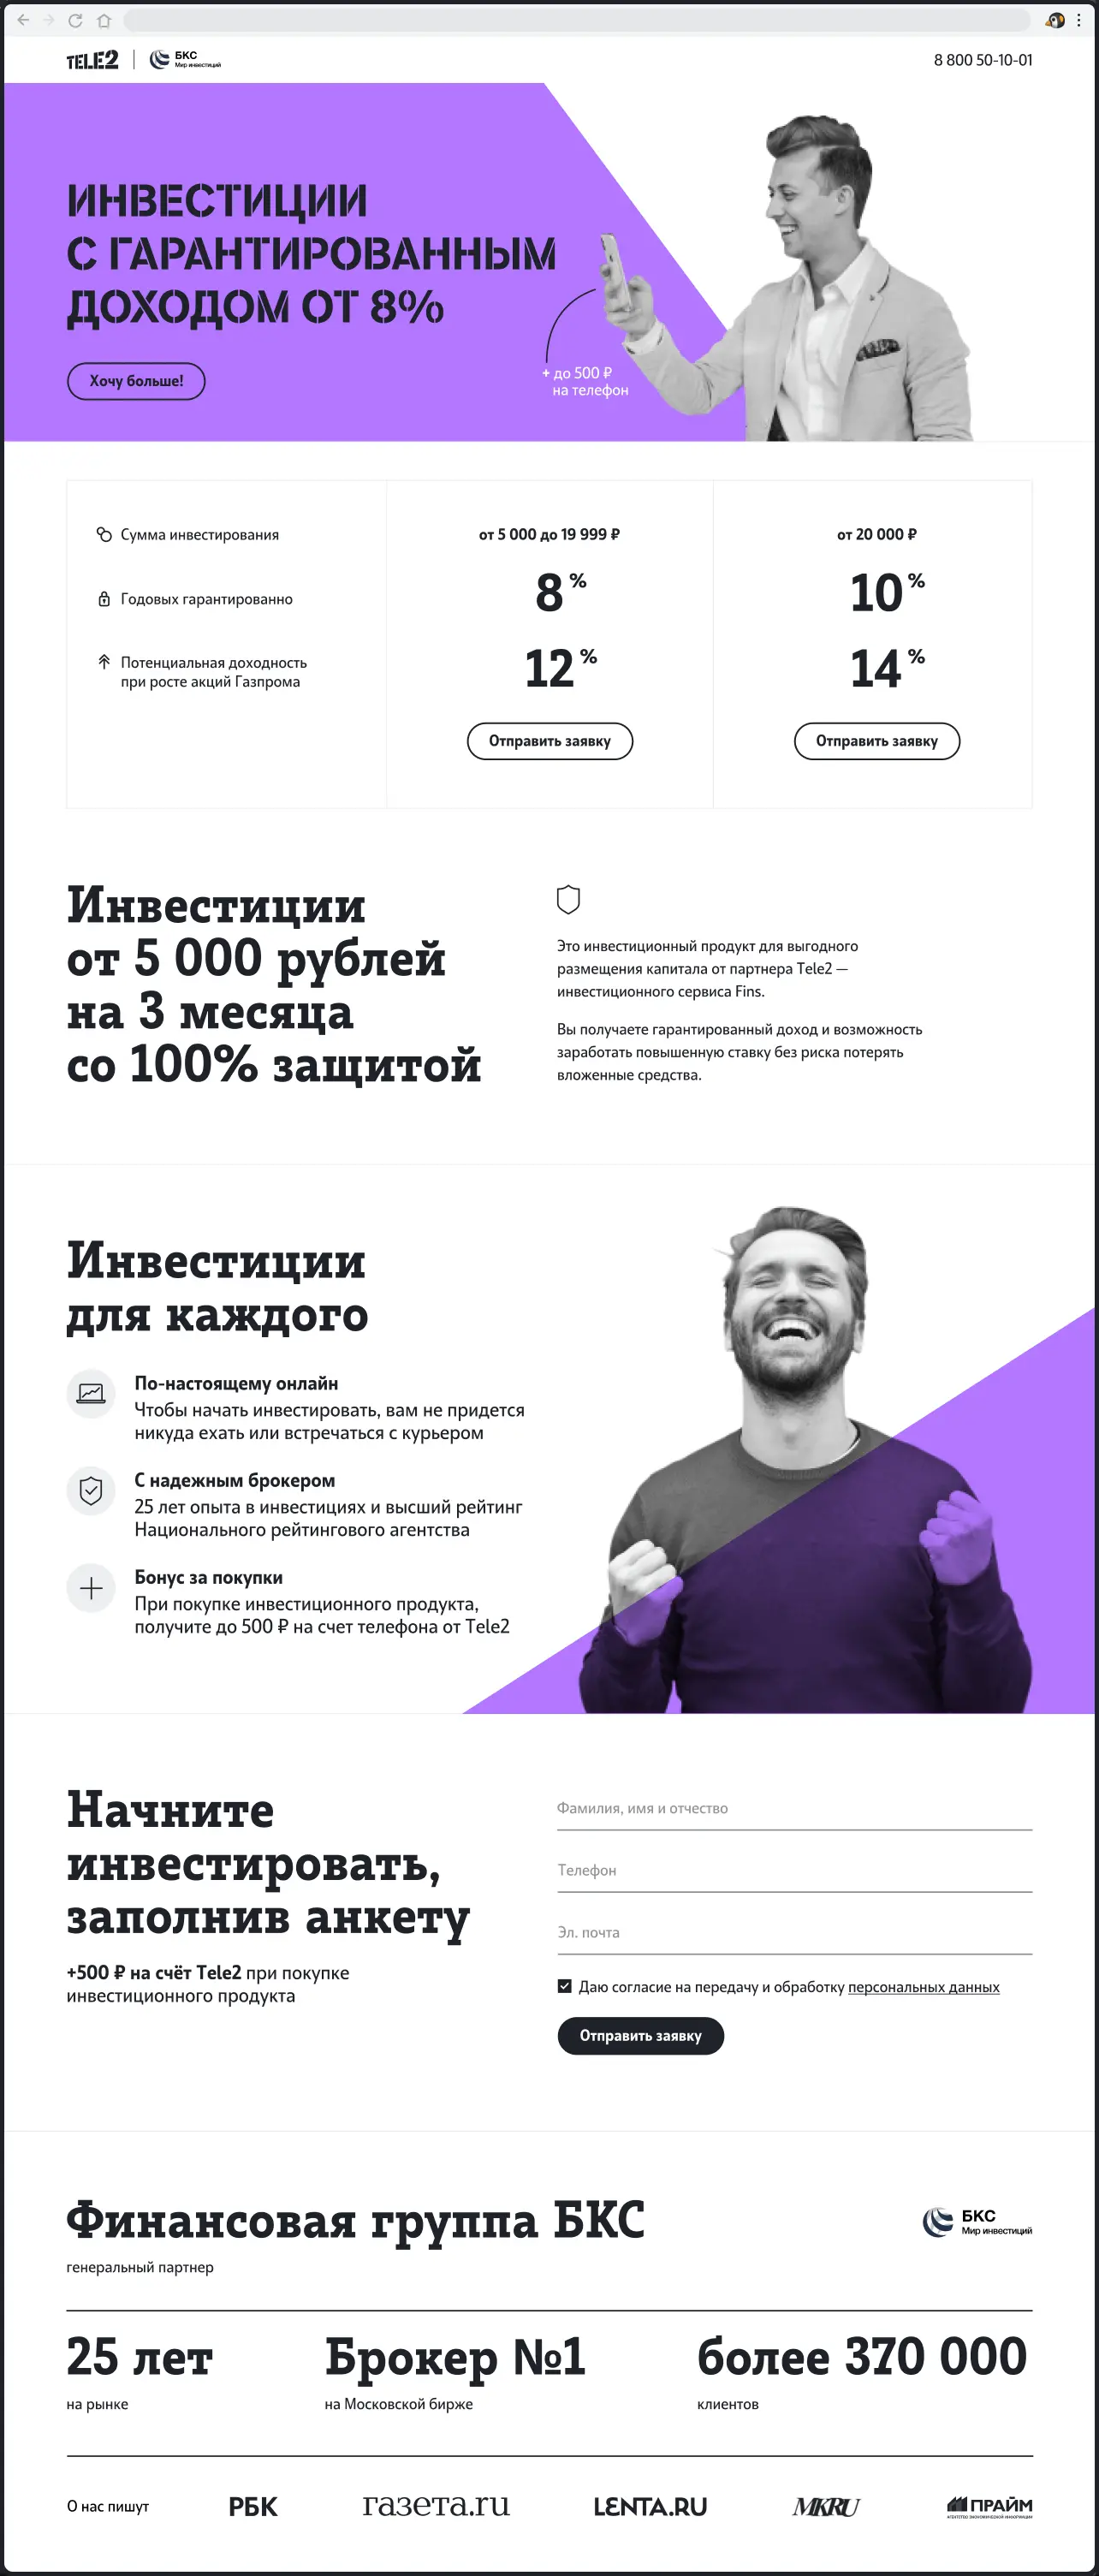 TELE2
БКС
Мир инвестиций
8 800 50-10-01
ИНВЕСТИЦИИ
С ГАРАНТИРОВАННЫМ
ДОХОДОМ ОТ 8%
Хочу больше!
+ до 500 ₽
на телефон
Сумма инвестирования
от 5 000 до 19 999 ₽
от 20 000 ₽
Годовых гарантированно
8%
10%
Потенциальная доходность
при росте акций Газпрома
12%
14%
Отправить заявку
Отправить заявку
Инвестиции
от 5 000 рублей
на 3 месяца
со 100% защитой
Это инвестиционный продукт для выгодного
размещения капитала от партнера Tele2 —
инвестиционного сервиса Fins.
Вы получаете гарантированный доход и возможность
заработать повышенную ставку без риска потерять
вложенные средства.
Инвестиции
для каждого
По-настоящему онлайн
Чтобы начать инвестировать, вам не придется
никуда ехать или встречаться с курьером
С надежным брокером
25 лет опыта в инвестициях и высший рейтинг
Национального рейтингового агентства
Бонус за покупки
При покупке инвестиционного продукта,
получите до 500 ₽ на счет телефона от Tele2
Начните
инвестировать,
заполнив анкету
+500 ₽ на счёт Tele2 при покупке
инвестиционного продукта
Фамилия, имя и отчество
Телефон
Эл. почта
Даю согласие на передачу и обработку персональных данных
Отправить заявку
Финансовая группа БКС
генеральный партнер
БКС
Мир инвестиций
25 лет
на рынке
Брокер №1
на Московской бирже
более 370 000
клиентов
О нас пишут
РБК
газета.ru
LENTA.RU
MKRU
ПРАЙМ
АГЕНТСТВО ЭКОНОМИЧЕСКОЙ ИНФОРМАЦИИ